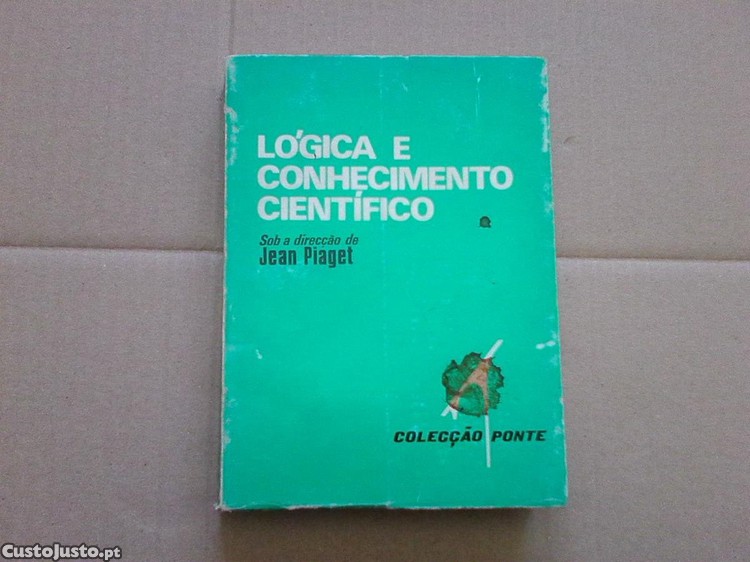 LÓGICA E
CONHECIMENTO
CIENTÍFICO
Sob a direcção de
Jean Piaget
COLECÇÃO PONTE
CustoJusto.pt